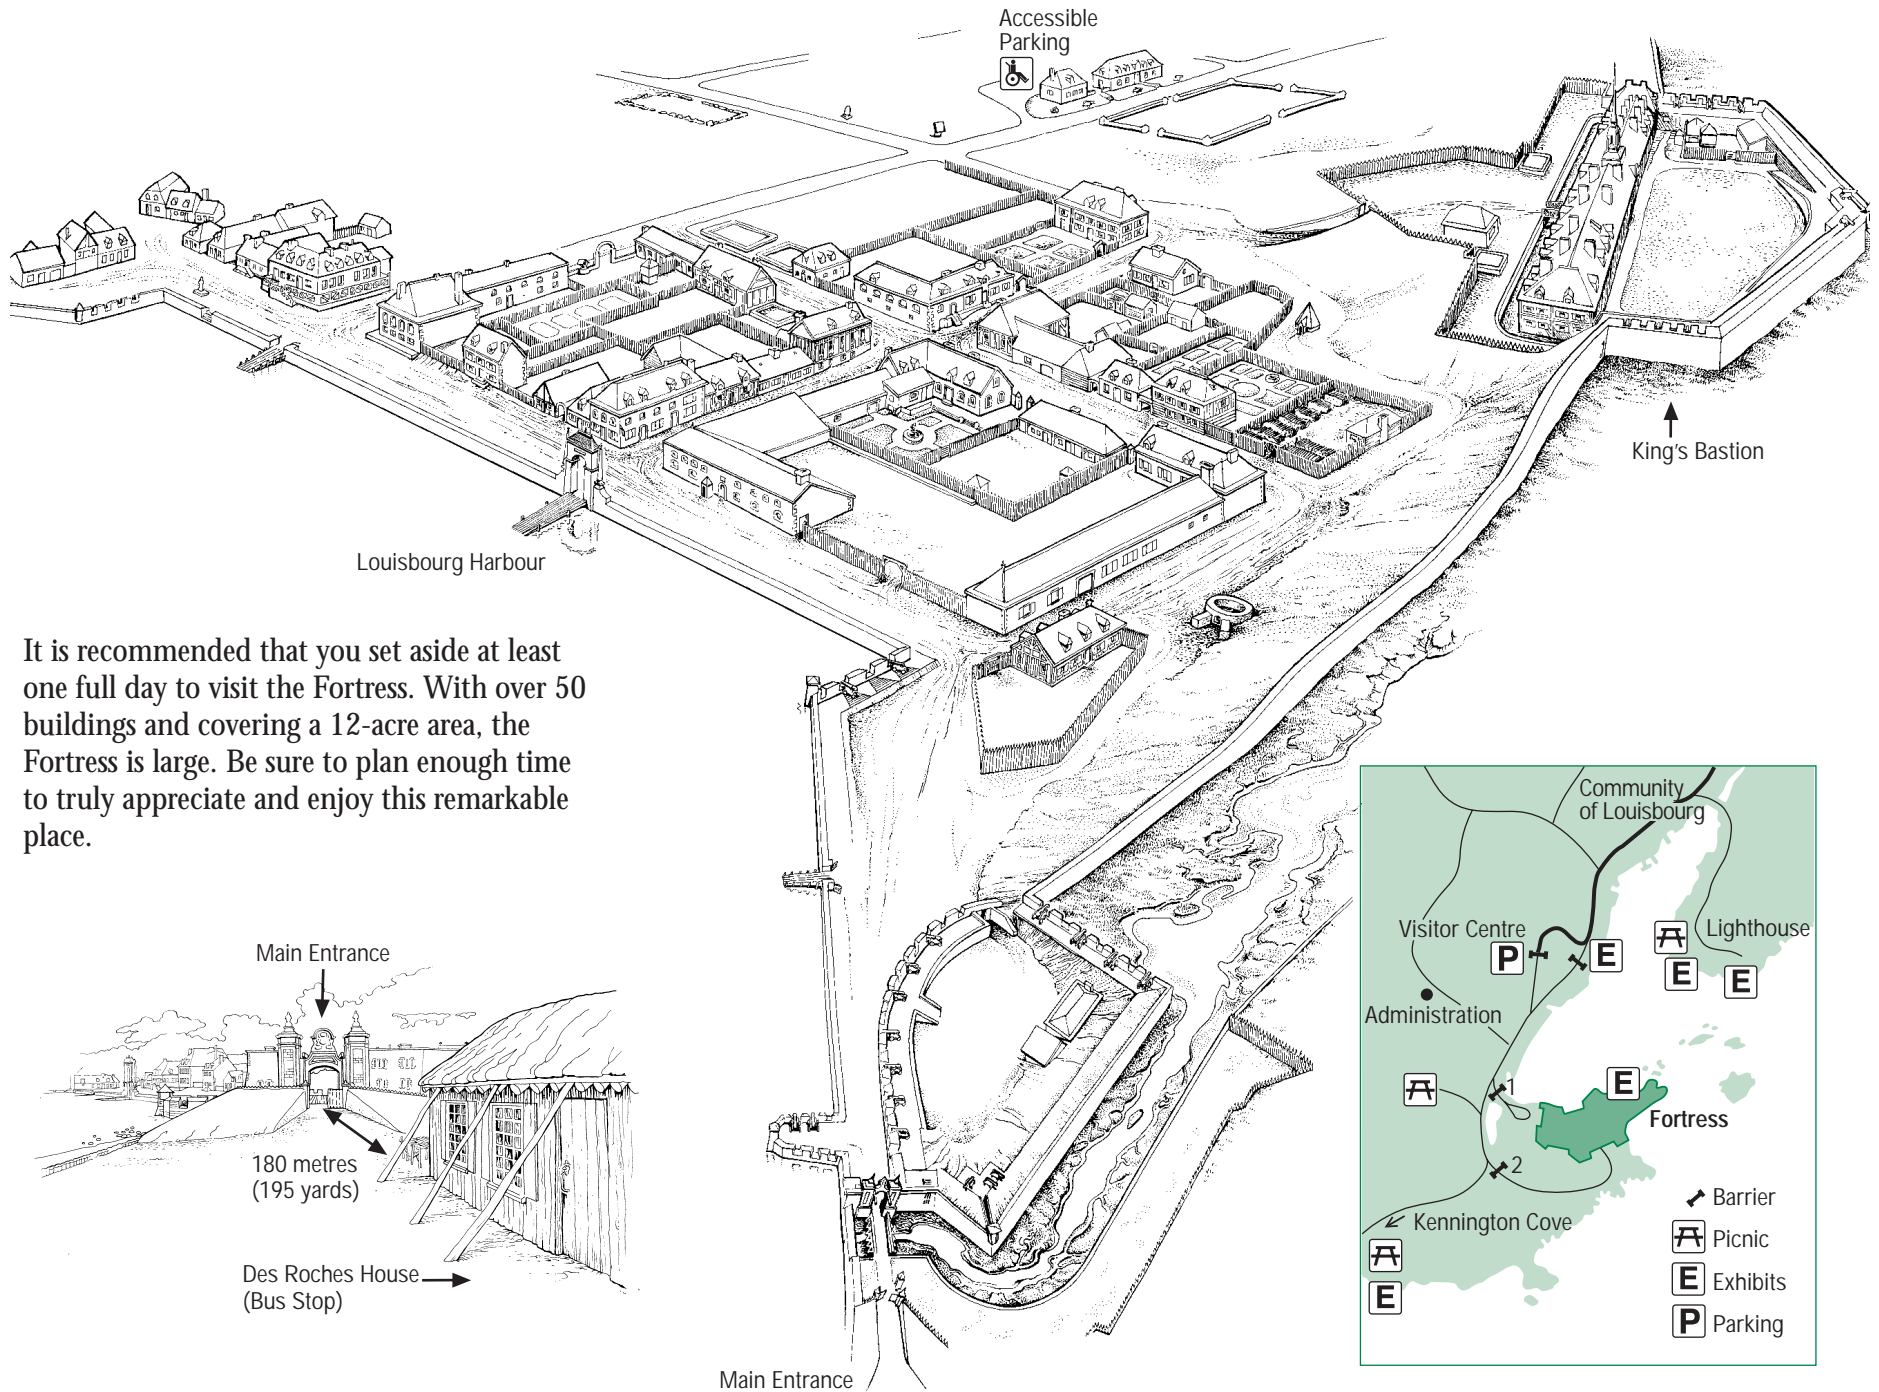 Accessible
Parking
King's Bastion
Louisbourg Harbour
It is recommended that you set aside at least
one full day to visit the Fortress. With over 50
buildings and covering a 12-acre area, the
Fortress is large. Be sure to plan enough time
to truly appreciate and enjoy this remarkable
place.
Main Entrance
180 metres
(195 yards)
Des Roches House
(Bus Stop)
Main Entrance
Community
of Louisbourg
Visitor Centre
P
E
Lighthouse
E
E
Administration
1
E
Fortress
2
Kennington Cove
E
Barrier
Picnic
E Exhibits
P Parking